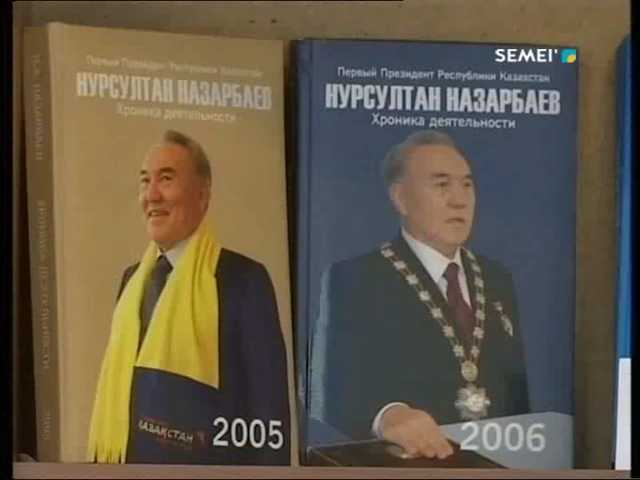 SEMEI'
Первый Президент Республики Казахстан
НУРСУЛТАН НАЗАРБАЕВ
Хроника деятельности
ҚАЗАҚСТАН
2005
Первый Президент Республики Казахстан
НУРСУЛТАН НАЗАРБАЕВ
Хроника деятельности
2006